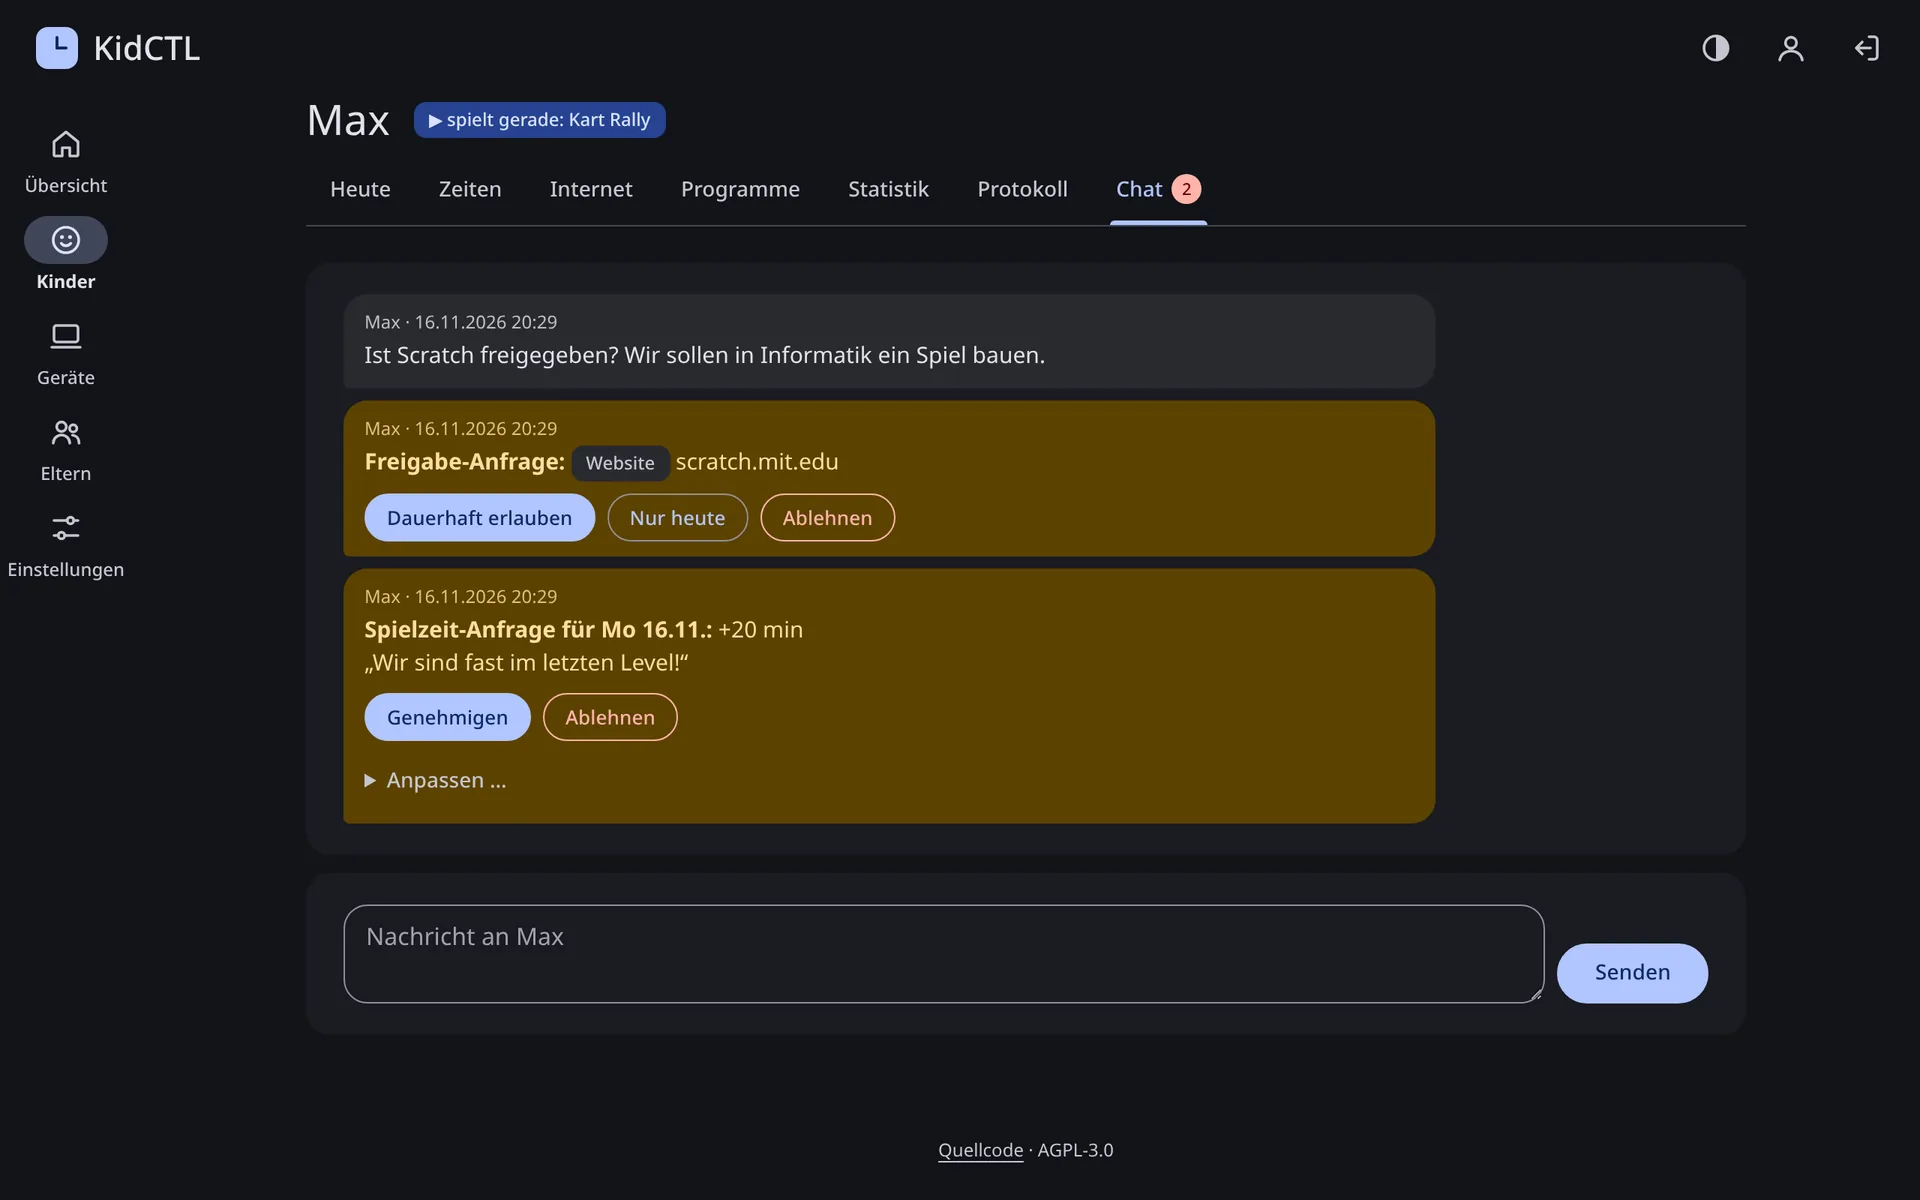 KidCTL
Übersicht
Kinder
Geräte
Eltern
Einstellungen
Max ▶ spielt gerade: Kart Rally
Heute Zeiten Internet Programme Statistik Protokoll Chat 2
Max · 16.11.2026 20:29
Ist Scratch freigegeben? Wir sollen in Informatik ein Spiel bauen.
Max · 16.11.2026 20:29
Freigabe-Anfrage: Website scratch.mit.edu
Dauerhaft erlauben Nur heute Ablehnen
Max · 16.11.2026 20:29
Spielzeit-Anfrage für Mo 16.11.: +20 min
„Wir sind fast im letzten Level!“
Genehmigen Ablehnen
▶ Anpassen ...
Nachricht an Max
Senden
Quellcode · AGPL-3.0